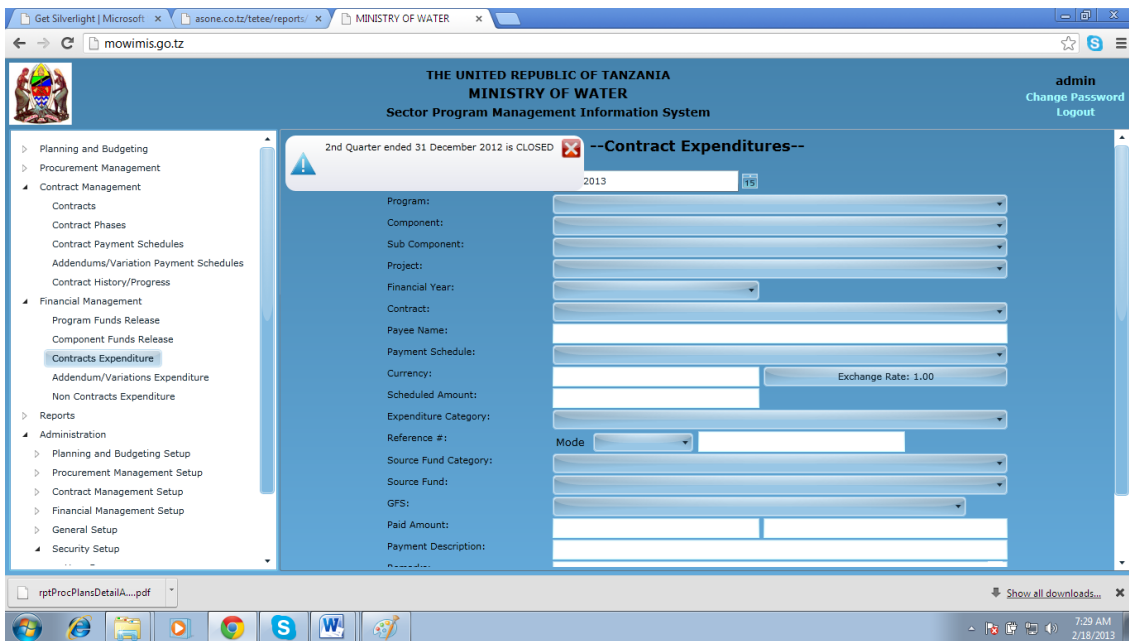 Get Silverlight | Microsoft
asone.co.tz/tetee/reports/
MINISTRY OF WATER
mowimis.go.tz
THE UNITED REPUBLIC OF TANZANIA
MINISTRY OF WATER
Sector Program Management Information System
admin
Change Password
Logout
Planning and Budgeting
Procurement Management
Contract Management
Contracts
Contract Phases
Contract Payment Schedules
Addendums/Variation Payment Schedules
Contract History/Progress
Financial Management
Program Funds Release
Component Funds Release
Contracts Expenditure
Addendum/Variations Expenditure
Non Contracts Expenditure
Reports
Administration
Planning and Budgeting Setup
Procurement Management Setup
Contract Management Setup
Financial Management Setup
General Setup
Security Setup
2nd Quarter ended 31 December 2012 is CLOSED
--Contract Expenditures--
2013
15
Program:
Component:
Sub Component:
Project:
Financial Year:
Contract:
Payee Name:
Payment Schedule:
Currency:
Exchange Rate: 1.00
Scheduled Amount:
Expenditure Category:
Reference #:
Mode
Source Fund Category:
Source Fund:
GFS:
Paid Amount:
Payment Description:
rptProcPlansDetailA....pdf
Show all downloads...
7:29 AM
2/18/2013